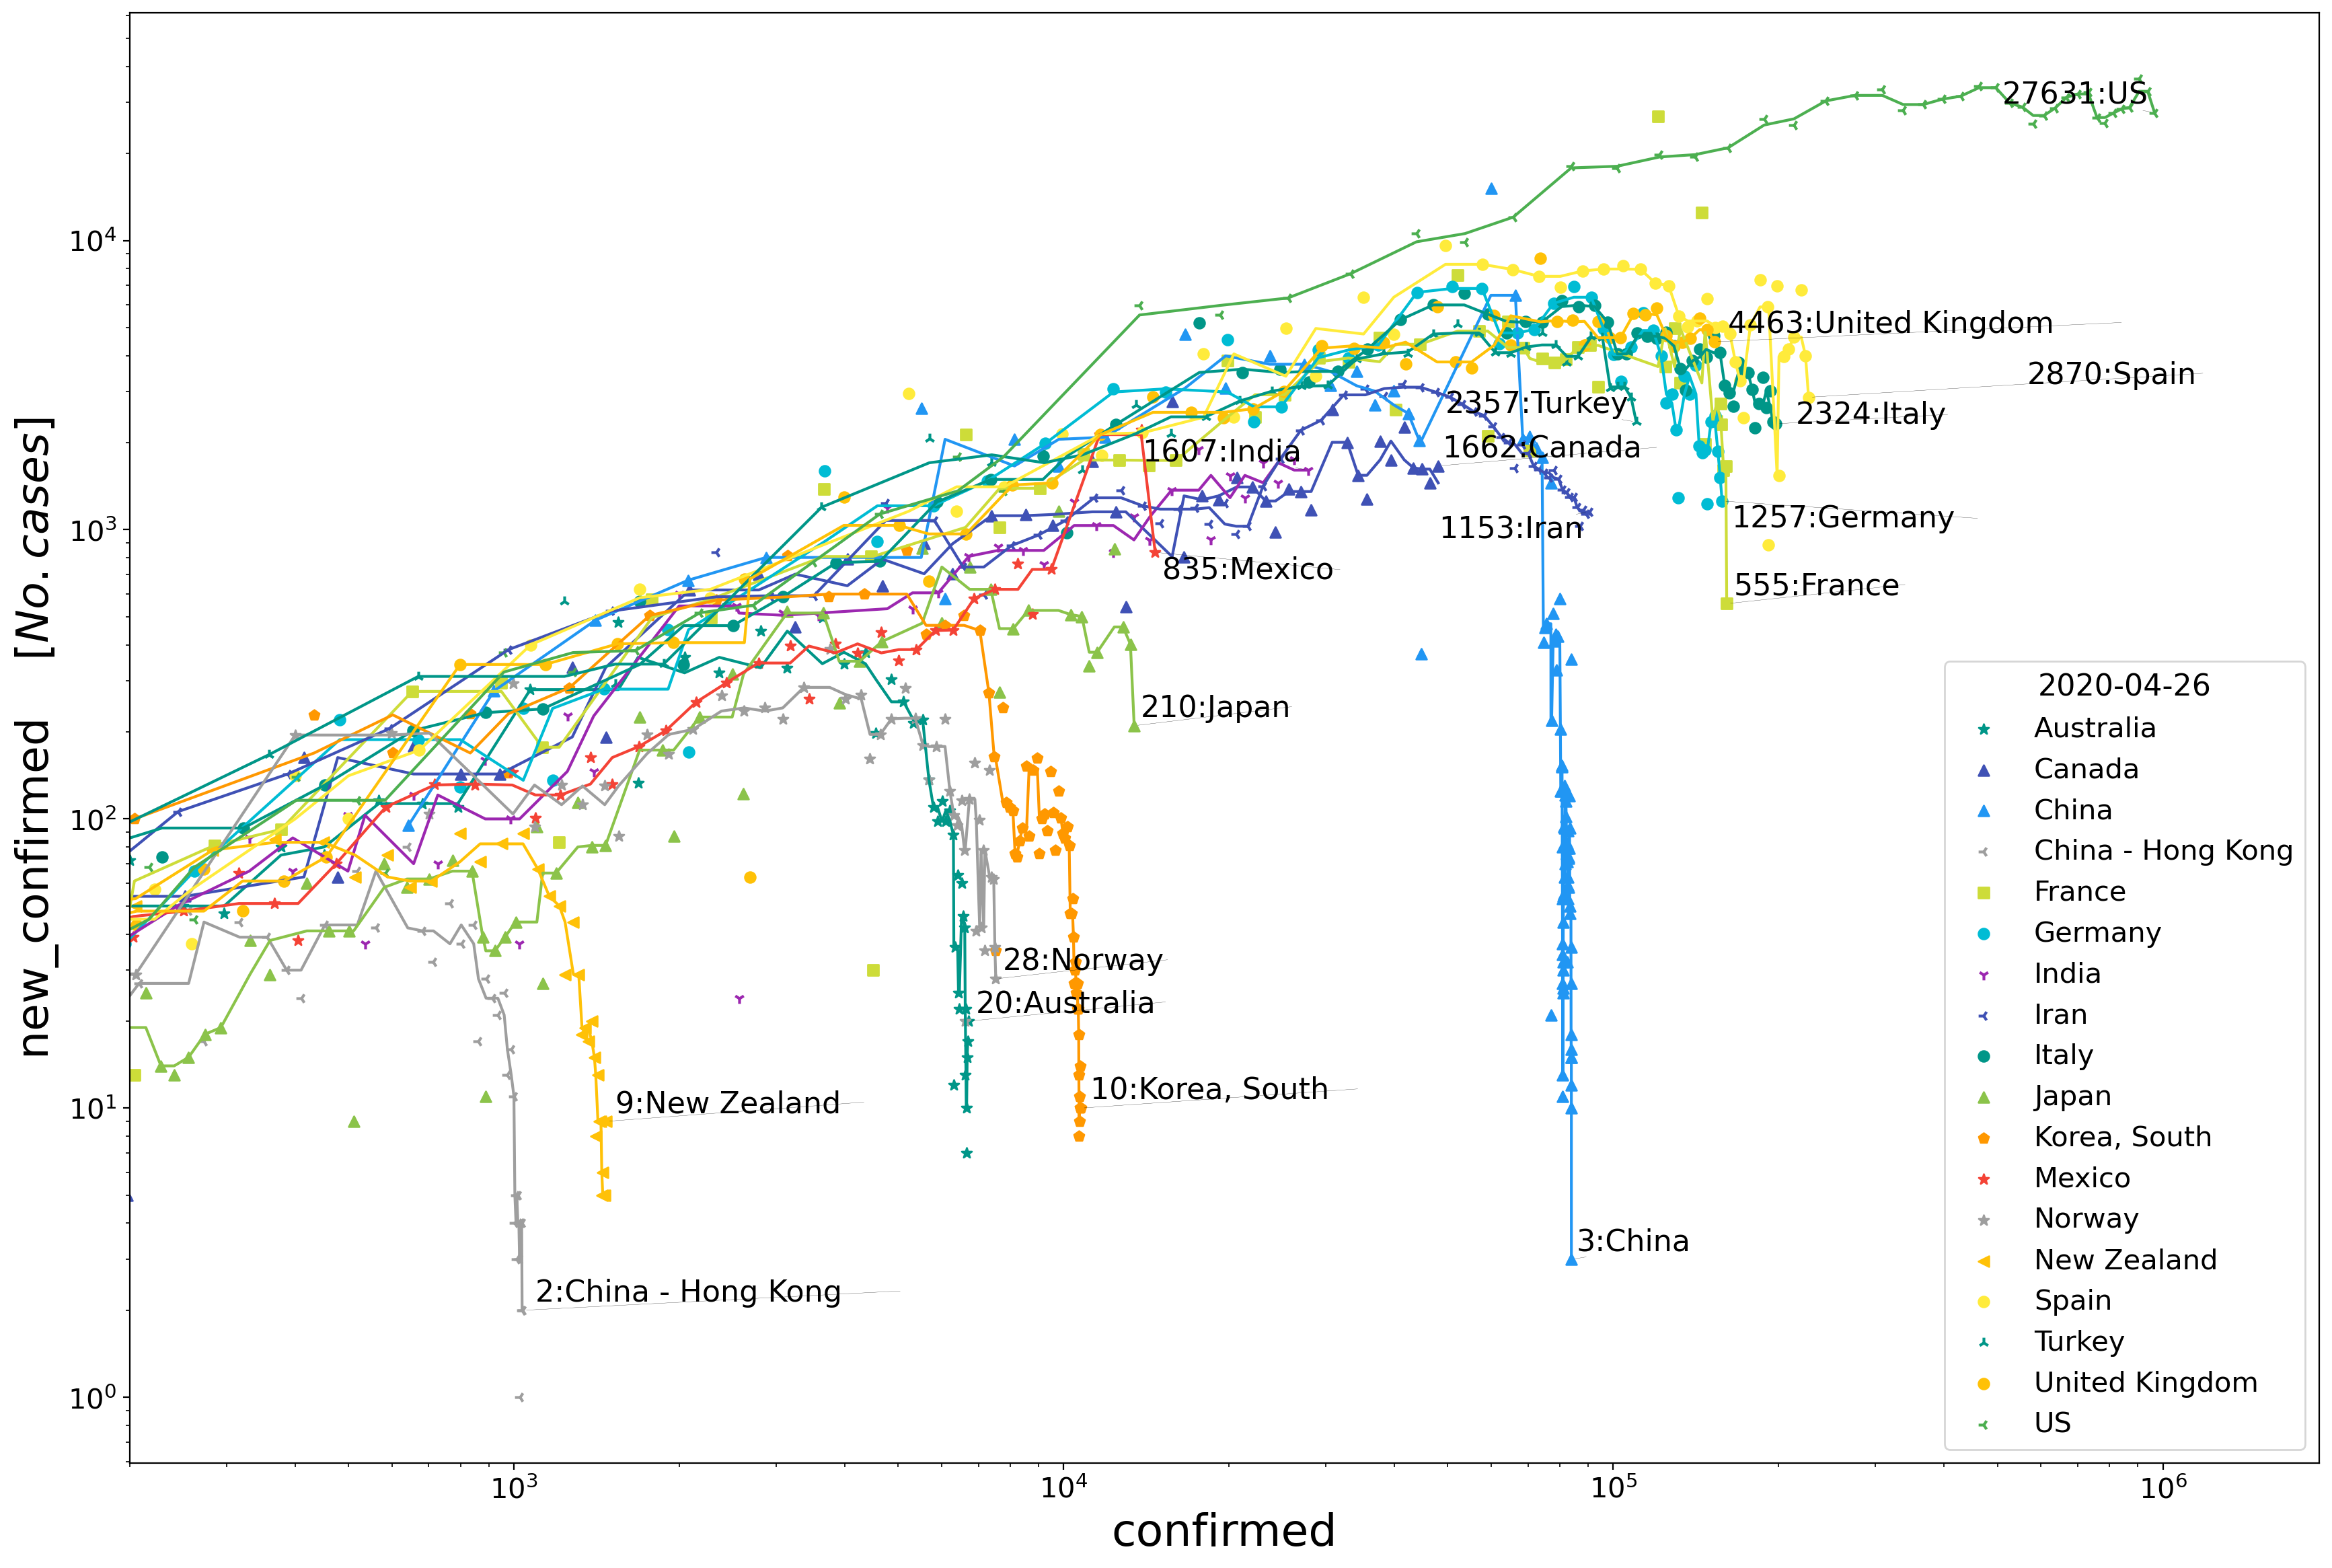 27631:US
10⁴
4463:United Kingdom
2870:Spain
2357:Turkey
2324:Italy
1607:India
1662:Canada
10³
1153:Iran
1257:Germany
835:Mexico
555:France
210:Japan
10²
28:Norway
20:Australia
10¹
9:New Zealand
10:Korea, South
3:China
2:China - Hong Kong
10⁰
new_confirmed [No.cases]
2020-04-26
Australia
Canada
China
China - Hong Kong
France
Germany
India
Iran
Italy
Japan
Korea, South
Mexico
Norway
New Zealand
Spain
Turkey
United Kingdom
US
10³ 10⁴ 10⁵ 10⁶
confirmed